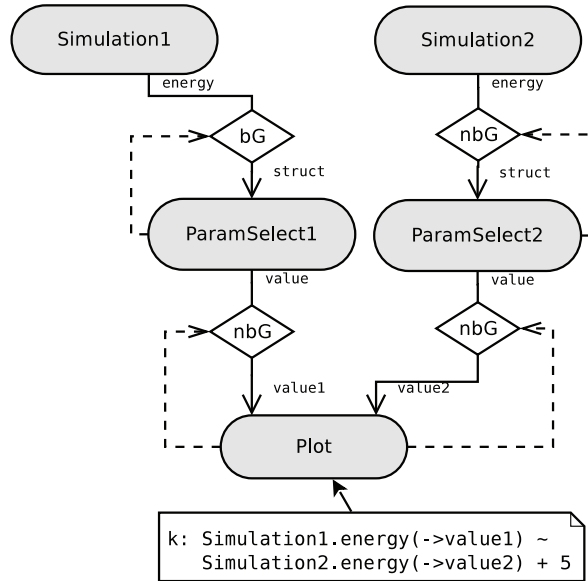 Simulation1
Simulation2
energy
energy
bG
nbG
struct
struct
ParamSelect1
ParamSelect2
value
value
nbG
nbG
value1
value2
Plot
k: Simulation1.energy(->value1) ~
Simulation2.energy(->value2) + 5